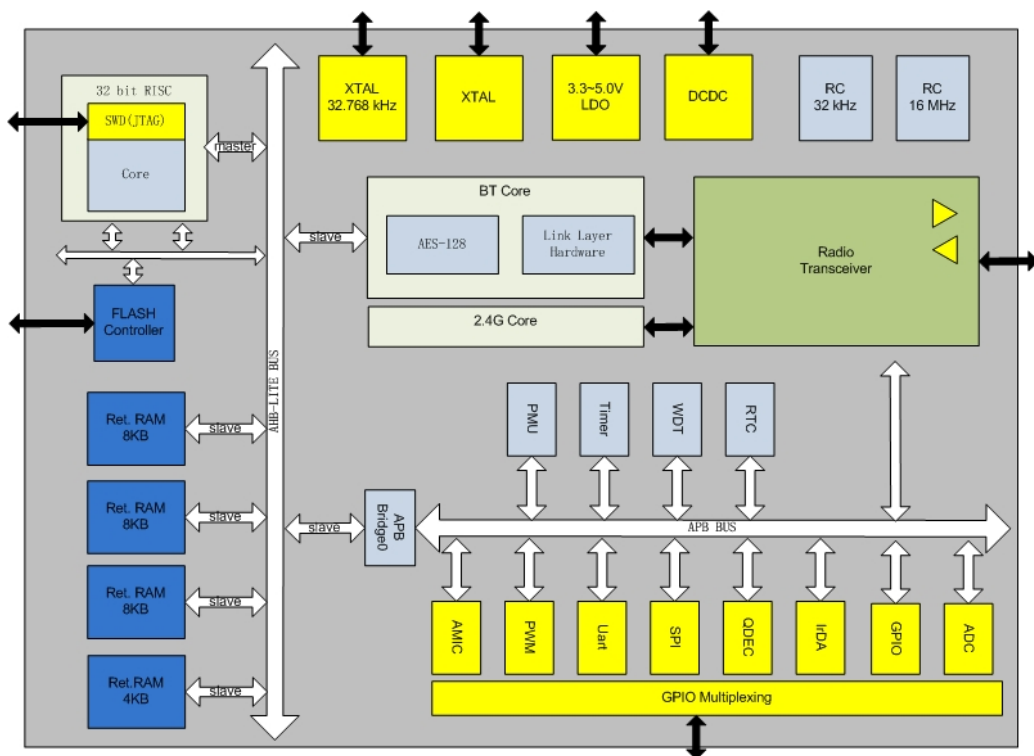 XTAL
32.768 kHz
XTAL
3.3~5.0V
LDO
DCDC
RC
32 kHz
RC
16 MHz
32 bit RISC
SWD(JTAG)
Core
master
BT Core
AES-128
Link Layer
Hardware
slave
Radio
Transceiver
2.4G Core
FLASH
Controller
AHB-LITE BUS
Ret. RAM
8KB
slave
Ret. RAM
8KB
slave
Ret. RAM
8KB
slave
Ret.RAM
4KB
slave
PMU
Timer
WDT
RTC
slave
APB
Bridge0
APB BUS
AMIC
PWM
Uart
SPI
QDEC
IrDA
GPIO
ADC
GPIO Multiplexing